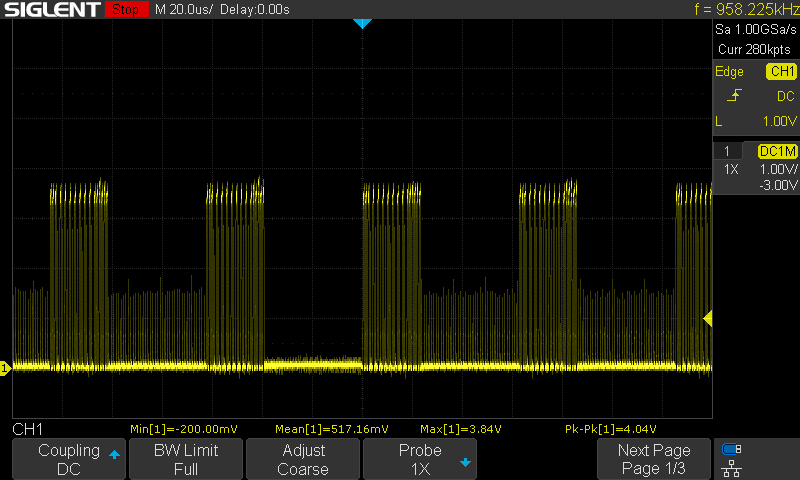 SIGLENT Stop M 20.0us/ Delay:0.00s f = 958.225kHz
Sa 1.00GSa/s
Curr 280kpts
Edge CH1
DC
L 1.00V
1 DC1M
1X 1.00V/
-3.00V
1
CH1 Min[1]=-200.00mV Mean[1]=517.16mV Max[1]=3.84V Pk-Pk[1]=4.04V
Coupling BW Limit Adjust Probe Next Page
DC Full Coarse 1X Page 1/3